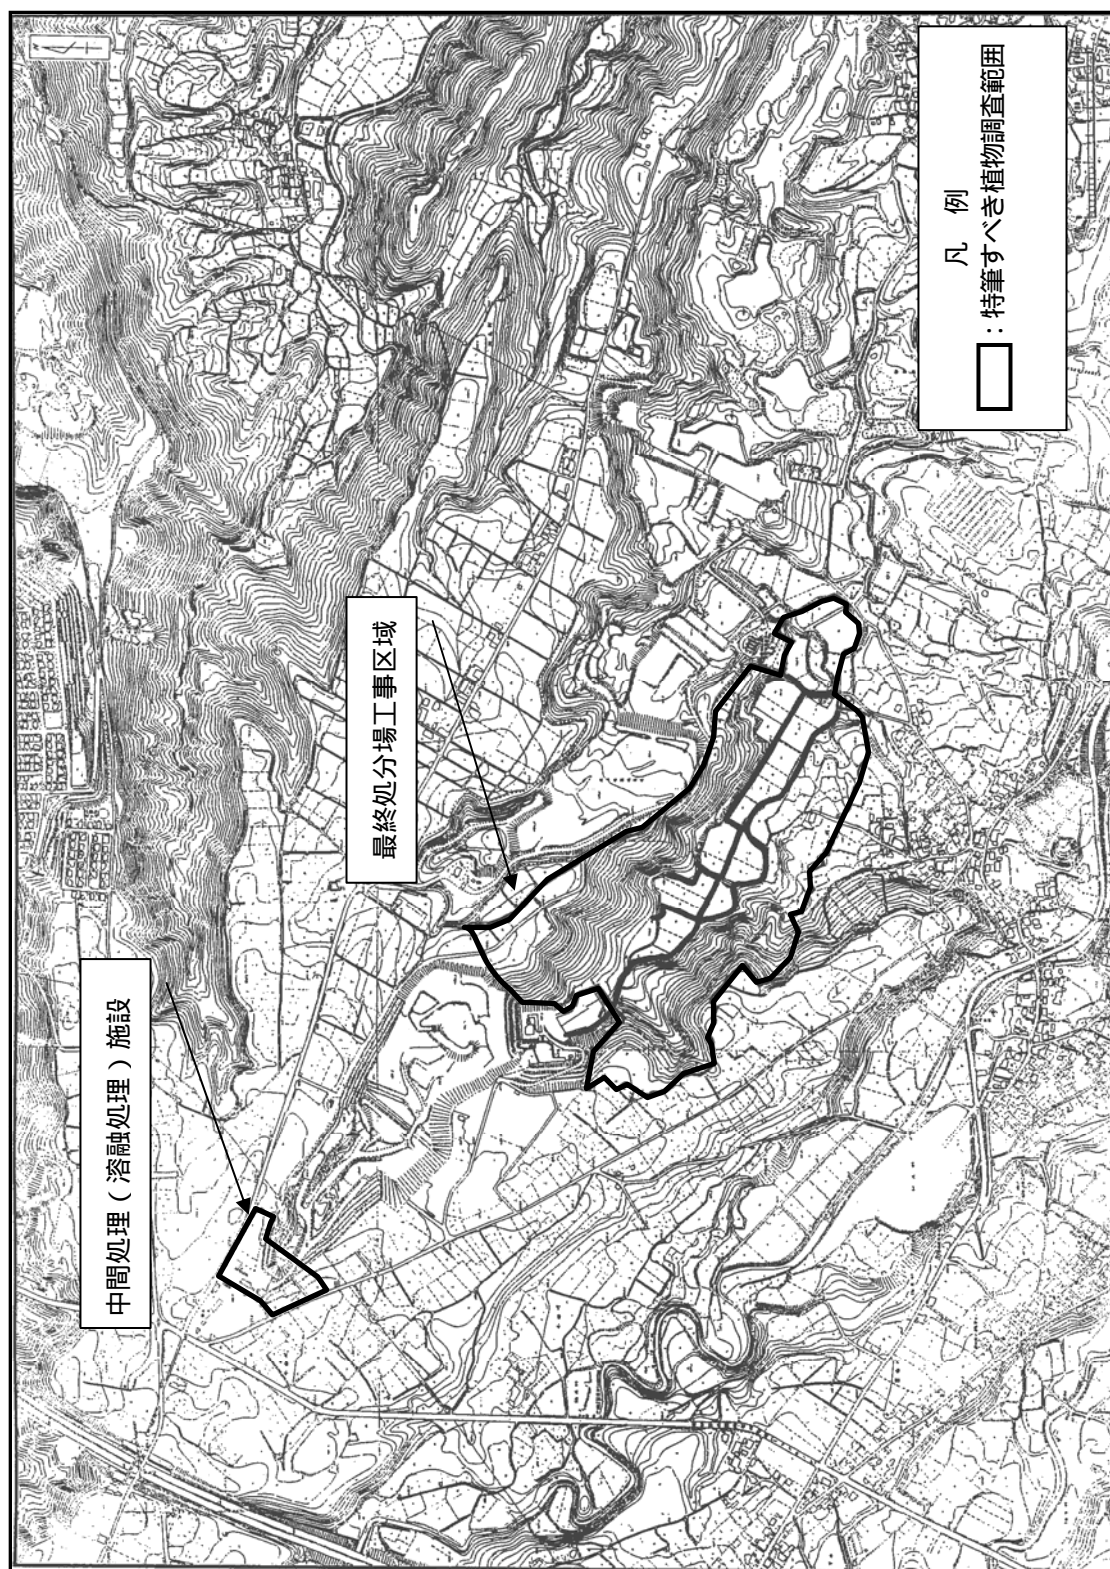 中間処理（溶融処理）施設
最終処分場工事区域
凡 例
：特筆すべき植物調査範囲